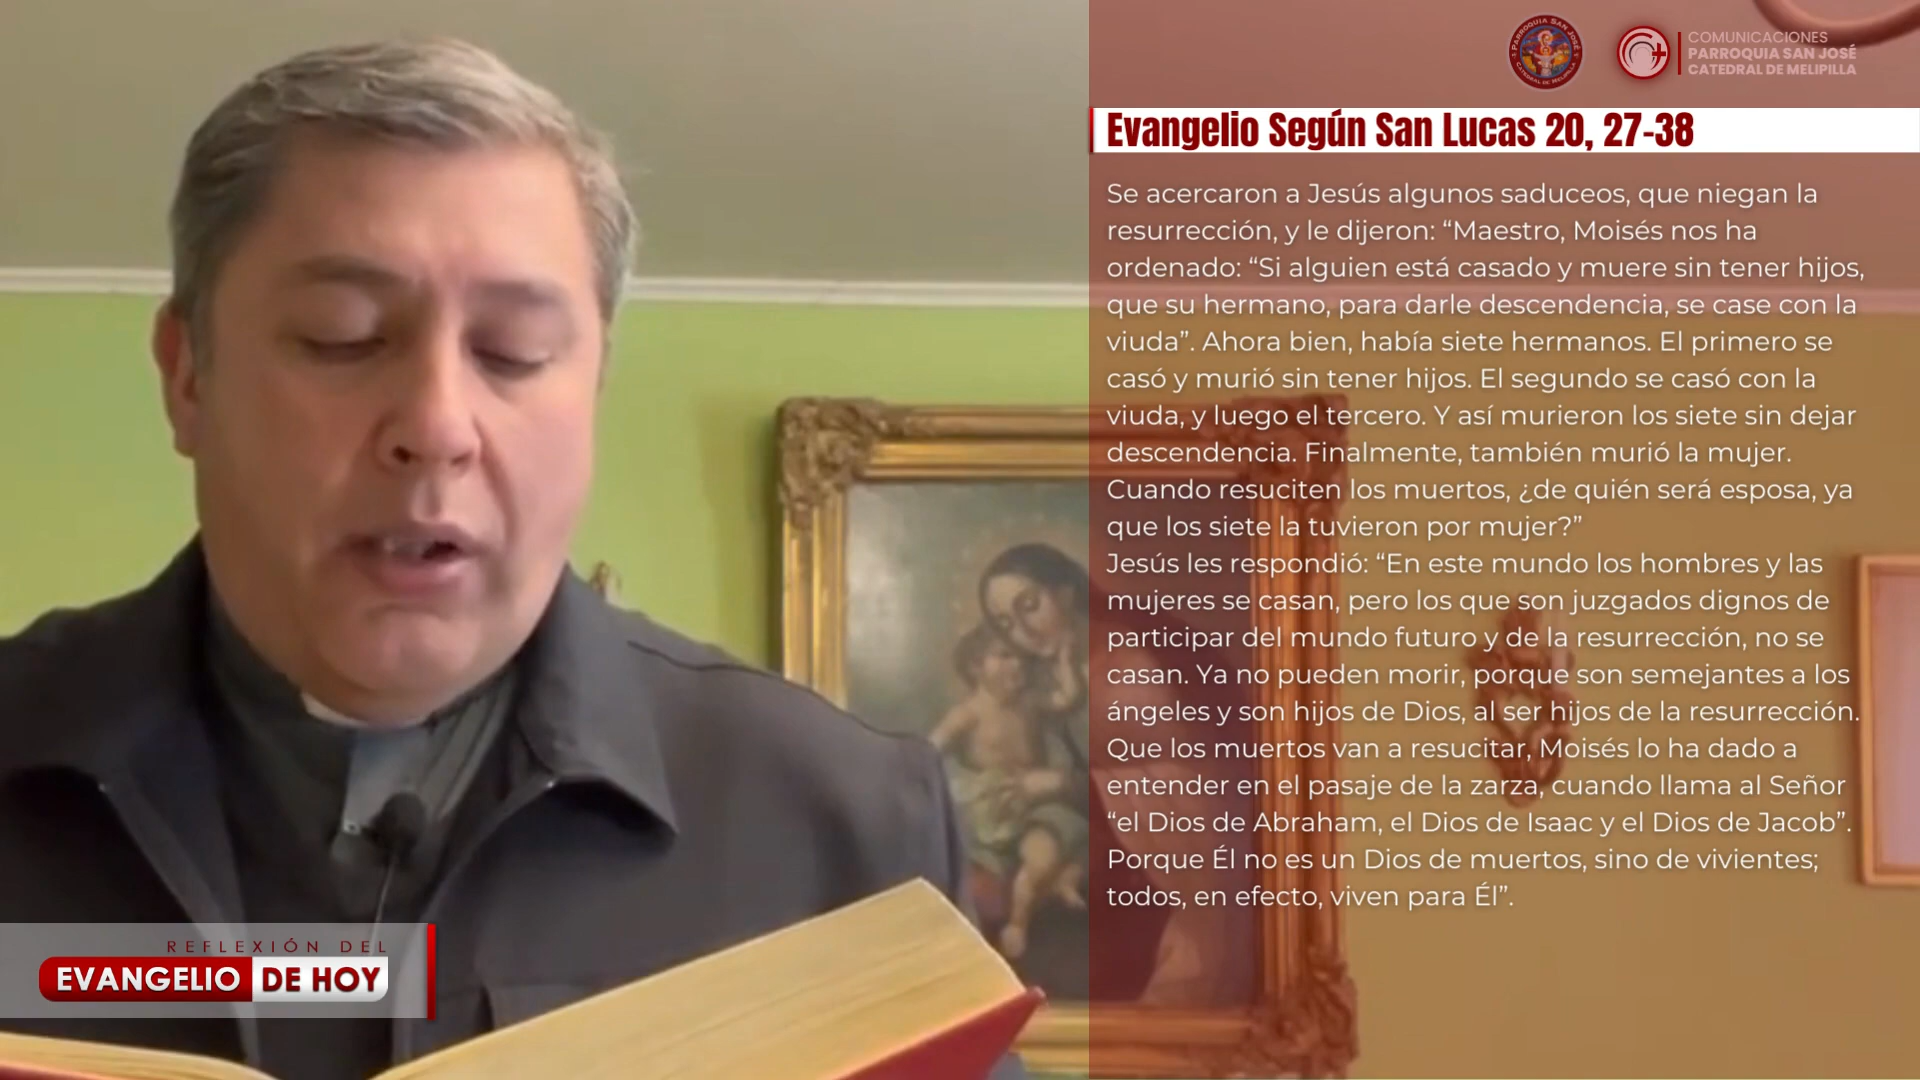 PARROQUIA SAN JOSÉ
CATEDRAL DE MELIPILLA
COMUNICACIONES
PARROQUIA SAN JOSÉ
CATEDRAL DE MELIPILLA
Evangelio Según San Lucas 20, 27-38
Se acercaron a Jesús algunos saduceos, que niegan la
resurrección, y le dijeron: “Maestro, Moisés nos ha
ordenado: “Si alguien está casado y muere sin tener hijos,
que su hermano, para darle descendencia, se case con la
viuda”. Ahora bien, había siete hermanos. El primero se
casó y murió sin tener hijos. El segundo se casó con la
viuda, y luego el tercero. Y así murieron los siete sin dejar
descendencia. Finalmente, también murió la mujer.
Cuando resuciten los muertos, ¿de quién será esposa, ya
que los siete la tuvieron por mujer?”
Jesús les respondió: “En este mundo los hombres y las
mujeres se casan, pero los que son juzgados dignos de
participar del mundo futuro y de la resurrección, no se
casan. Ya no pueden morir, porque son semejantes a los
ángeles y son hijos de Dios, al ser hijos de la resurrección.
Que los muertos van a resucitar, Moisés lo ha dado a
entender en el pasaje de la zarza, cuando llama al Señor
“el Dios de Abraham, el Dios de Isaac y el Dios de Jacob”.
Porque Él no es un Dios de muertos, sino de vivientes;
todos, en efecto, viven para Él”.
REFLEXIÓN DEL
EVANGELIO DE HOY